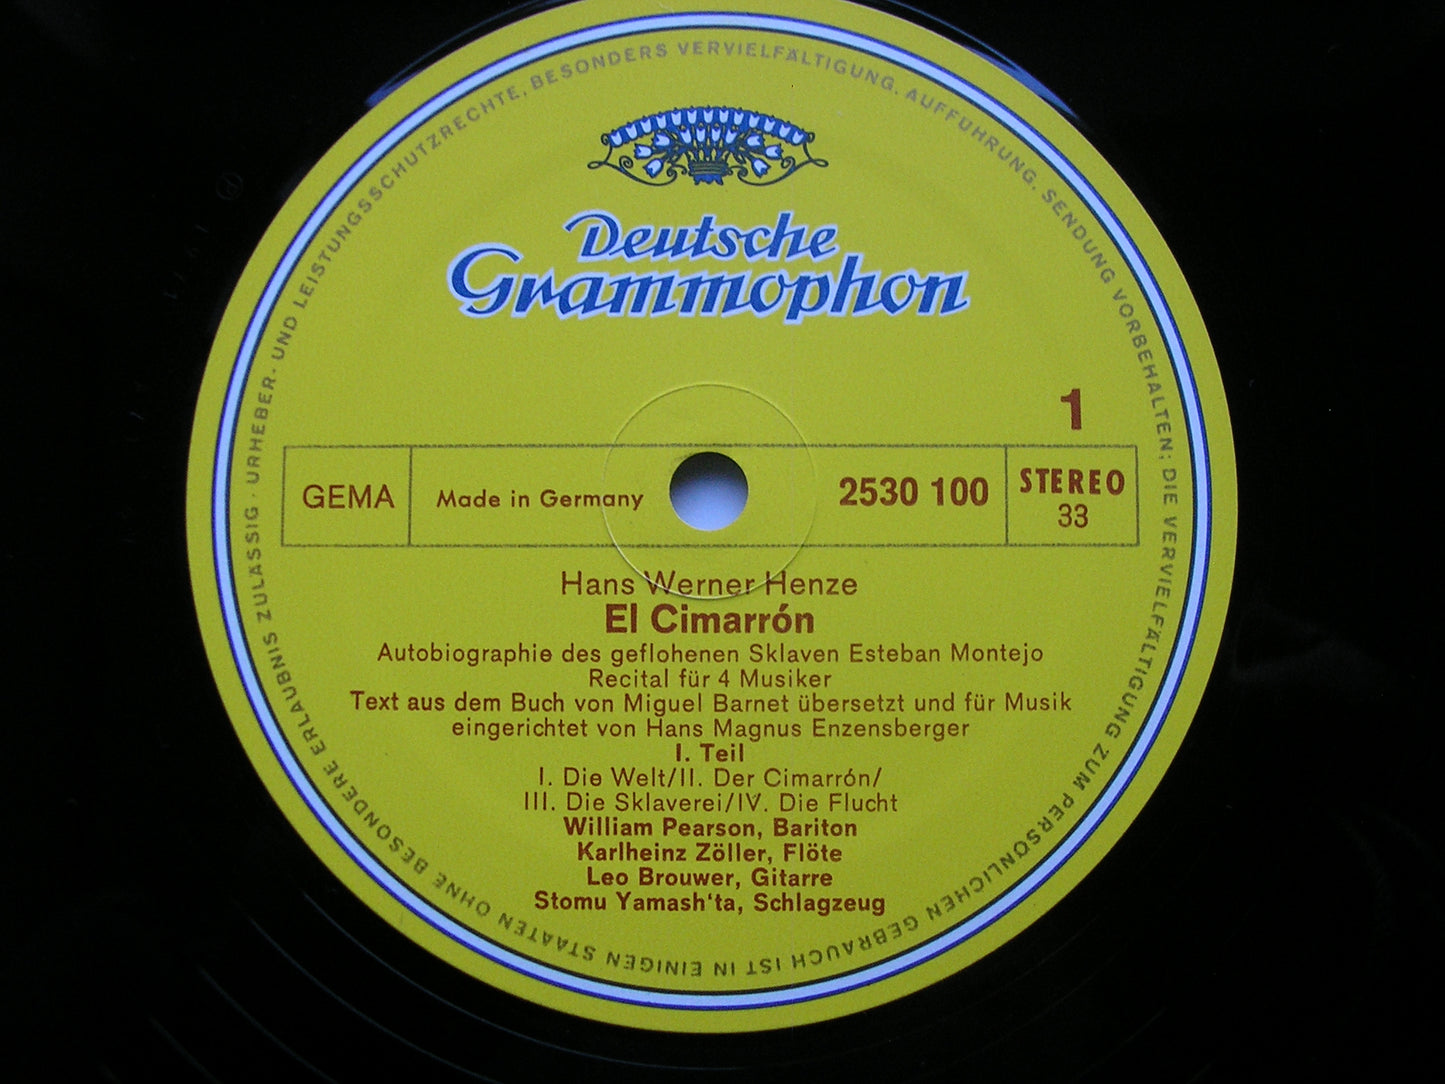 URHEBER- UND LEISTUNGSSCHUTZRECHTE, BESONDERS VERVIELFÄLTIGUNG, AUFFÜHRUNG, SENDUNG VORBEHALTEN; DIE VERVIELFÄLTIGUNG ZUM PERSÖNLICHEN GEBRAUCH IST IN EINIGEN STAATEN OHNE BESONDERE ERLAUBNIS ZULÄSSIG ·
Deutsche
Grammophon
1
GEMA
Made in Germany
2530 100
STEREO
33
Hans Werner Henze
El Cimarrón
Autobiographie des geflohenen Sklaven Esteban Montejo
Recital für 4 Musiker
Text aus dem Buch von Miguel Barnet übersetzt und für Musik
eingerichtet von Hans Magnus Enzensberger
I. Teil
I. Die Welt/II. Der Cimarrón/
III. Die Sklaverei/IV. Die Flucht
William Pearson, Bariton
Karlheinz Zöller, Flöte
Leo Brouwer, Gitarre
Stomu Yamash'ta, Schlagzeug